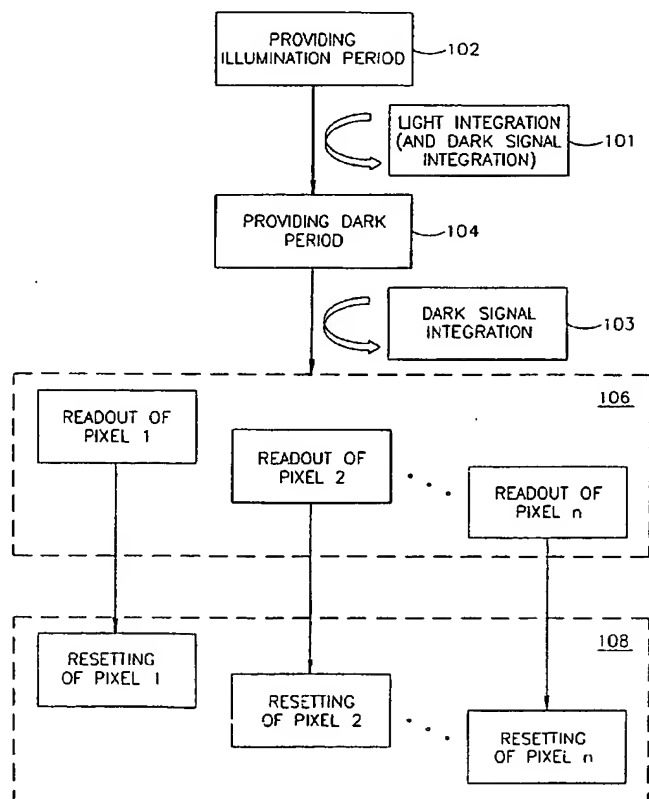 PROVIDING
ILLUMINATION PERIOD
102
LIGHT INTEGRATION
(AND DARK SIGNAL
INTEGRATION)
101
PROVIDING DARK
PERIOD
104
DARK SIGNAL
INTEGRATION
103
106
READOUT OF
PIXEL 1
READOUT OF
PIXEL 2
READOUT OF
PIXEL n
108
RESETTING
OF PIXEL 1
RESETTING
OF PIXEL 2
RESETTING
OF PIXEL n